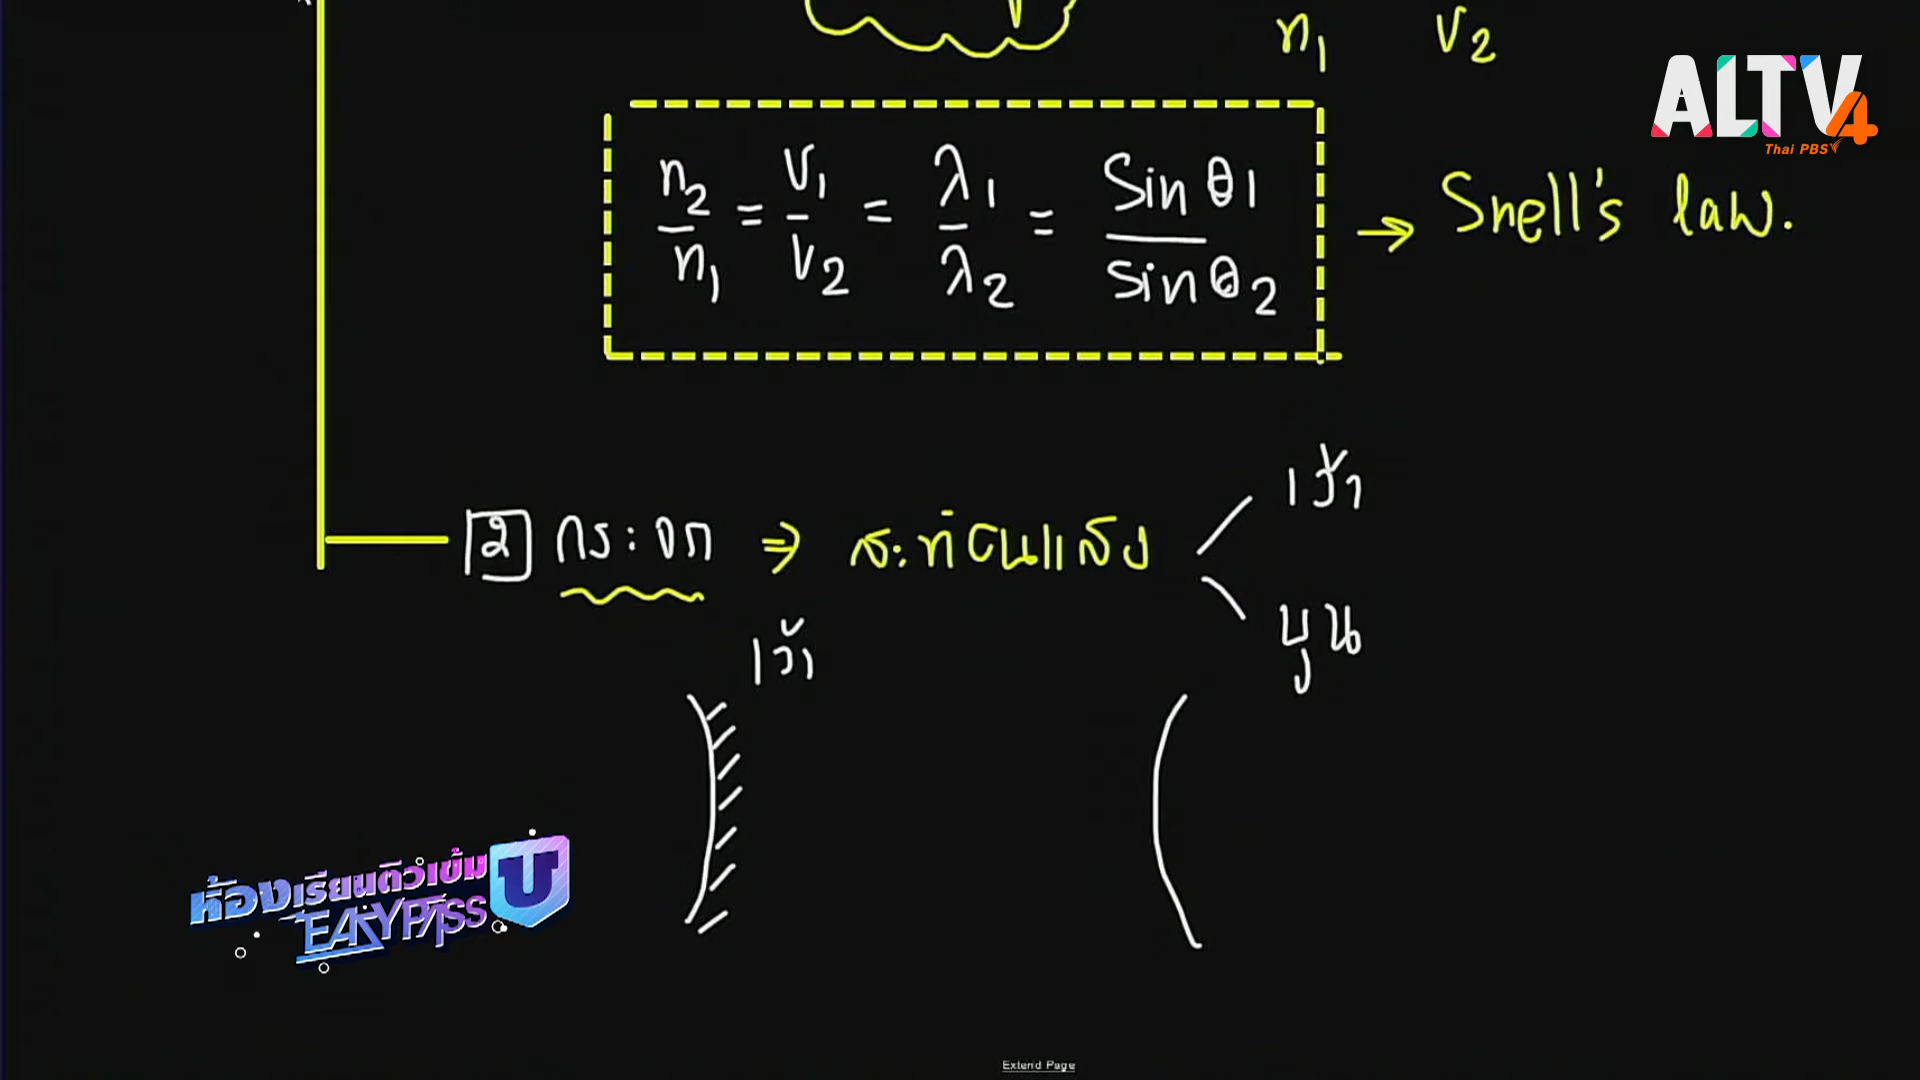 n₁ v₂
ALTV4
Thai PBS
n₂/n₁ = v₁/v₂ = λ₁/λ₂ = Sin θ1/Sin θ₂ → Snell's law.
เว้า
2 กระจก ⇒ สะท้อนแสง
นูน
เว้า
ห้องเรียนติวเข้ม
EASYPASS U
Extend Page